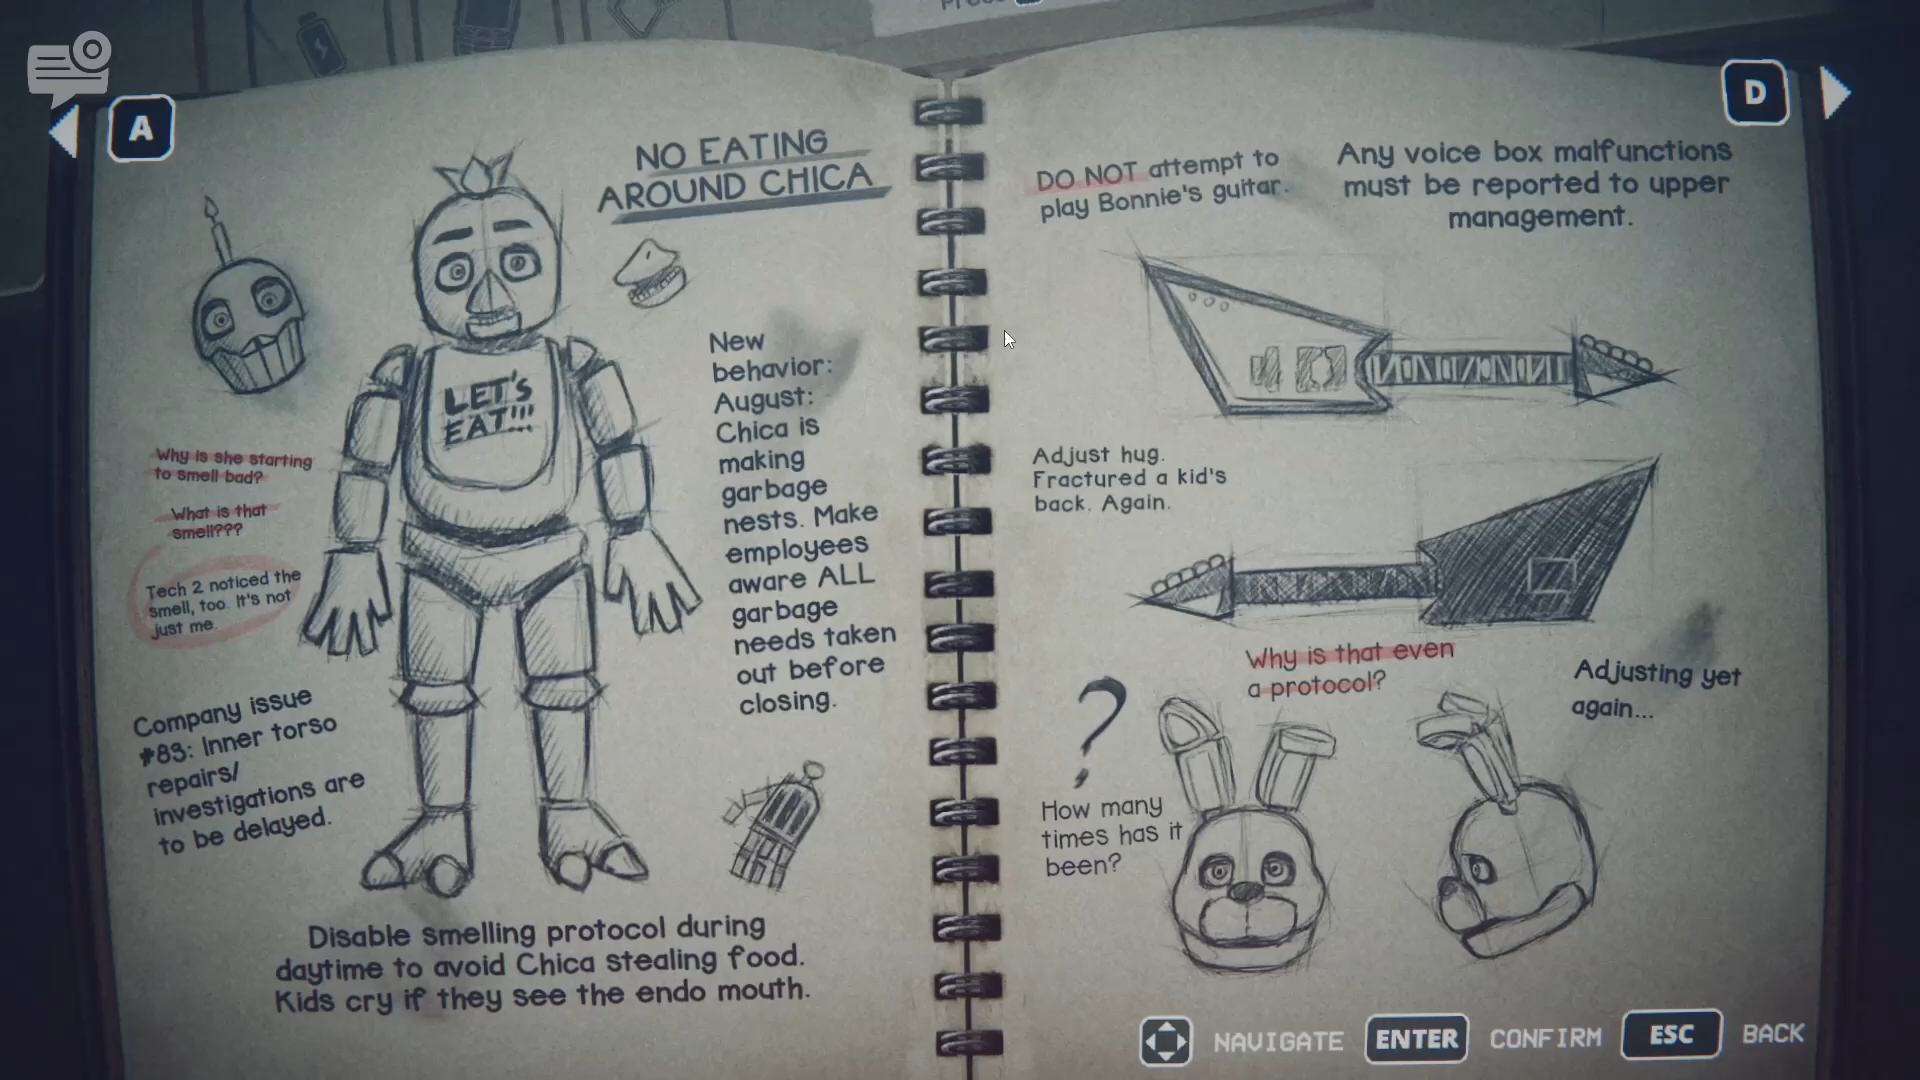 A
D
NO EATING
AROUND CHICA
LET'S
EAT!!!
New
behavior:
August:
Chica is
making
garbage
nests. Make
employees
aware ALL
garbage
needs taken
out before
closing.
Why is she starting
to smell bad?
What is that
smell???
Tech 2 noticed the
smell, too. It's not
just me.
Company issue
#83: Inner torso
repairs/
investigations are
to be delayed.
Disable smelling protocol during
daytime to avoid Chica stealing food.
Kids cry if they see the endo mouth.
DO NOT attempt to
play Bonnie's guitar.
Any voice box malfunctions
must be reported to upper
management.
Adjust hug.
Fractured a kid's
back. Again.
Why is that even
a protocol?
Adjusting yet
again...
?
How many
times has it
been?
NAVIGATE
ENTER
CONFIRM
ESC
BACK